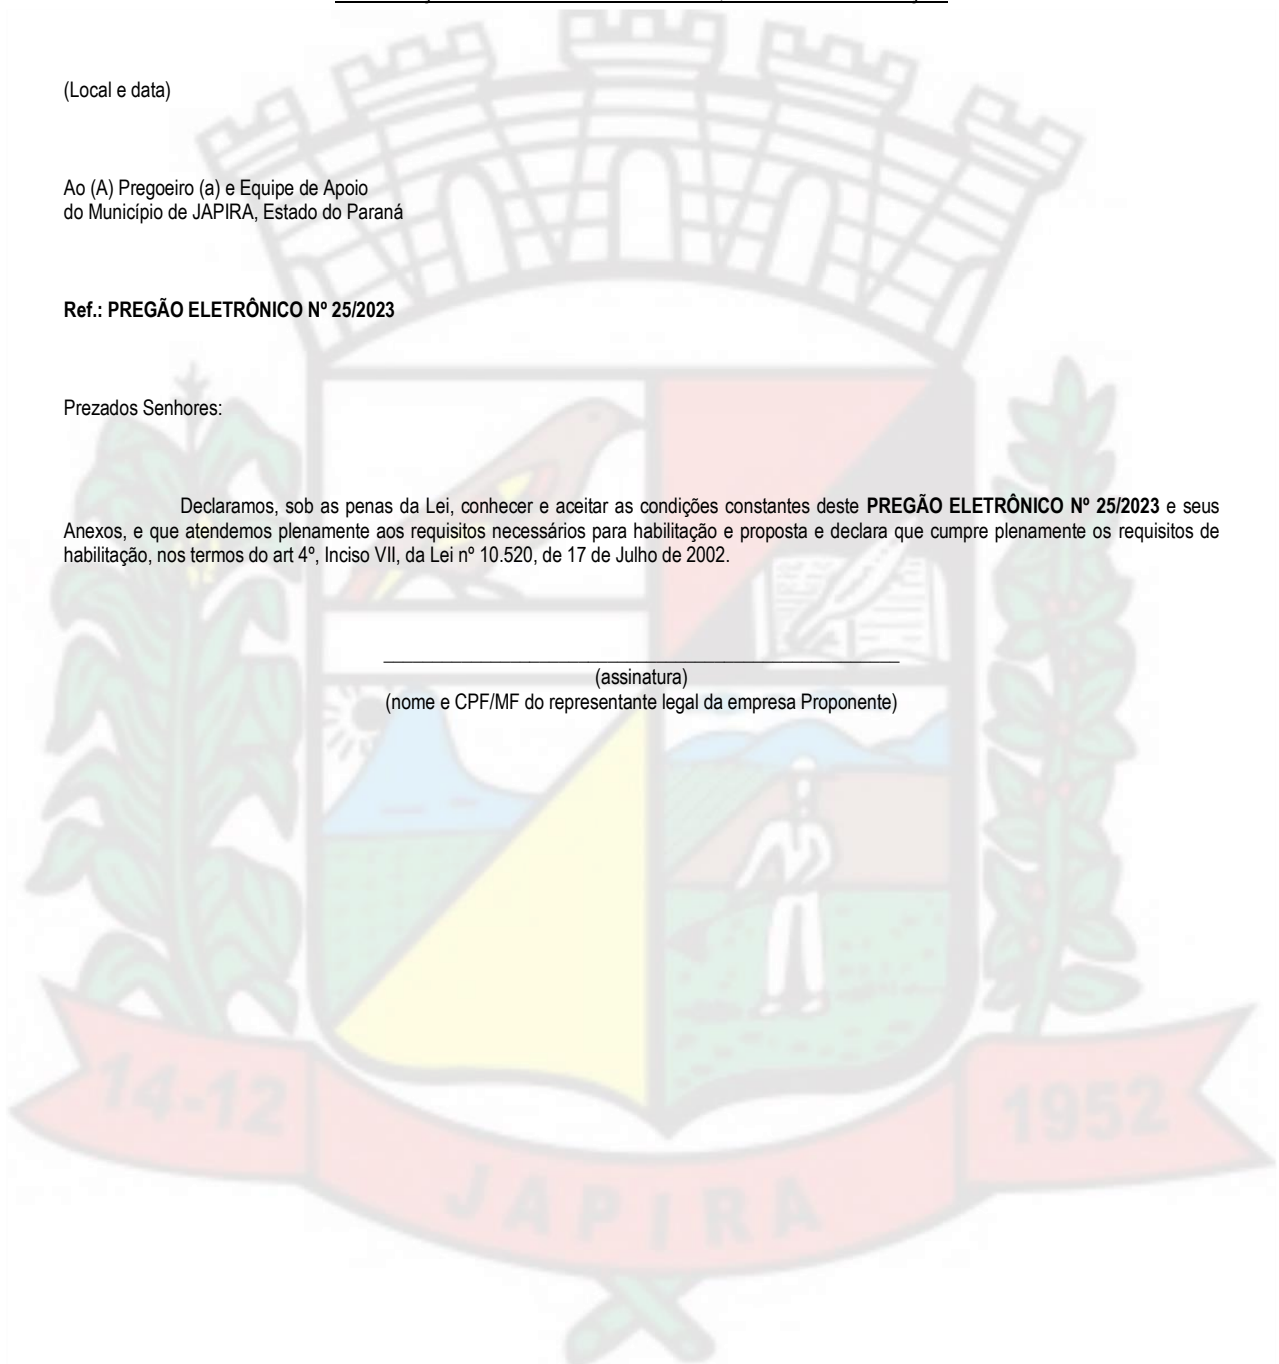 (Local e data)
Ao (A) Pregoeiro (a) e Equipe de Apoio
do Município de JAPIRA, Estado do Paraná
Ref.: PREGÃO ELETRÔNICO Nº 25/2023
Prezados Senhores:
Declaramos, sob as penas da Lei, conhecer e aceitar as condições constantes deste PREGÃO ELETRÔNICO Nº 25/2023 e seus
Anexos, e que atendemos plenamente aos requisitos necessários para habilitação e proposta e declara que cumpre plenamente os requisitos de
habilitação, nos termos do art 4º, Inciso VII, da Lei nº 10.520, de 17 de Julho de 2002.
(assinatura)
(nome e CPF/MF do representante legal da empresa Proponente)
14-12
1952
JAPIRA